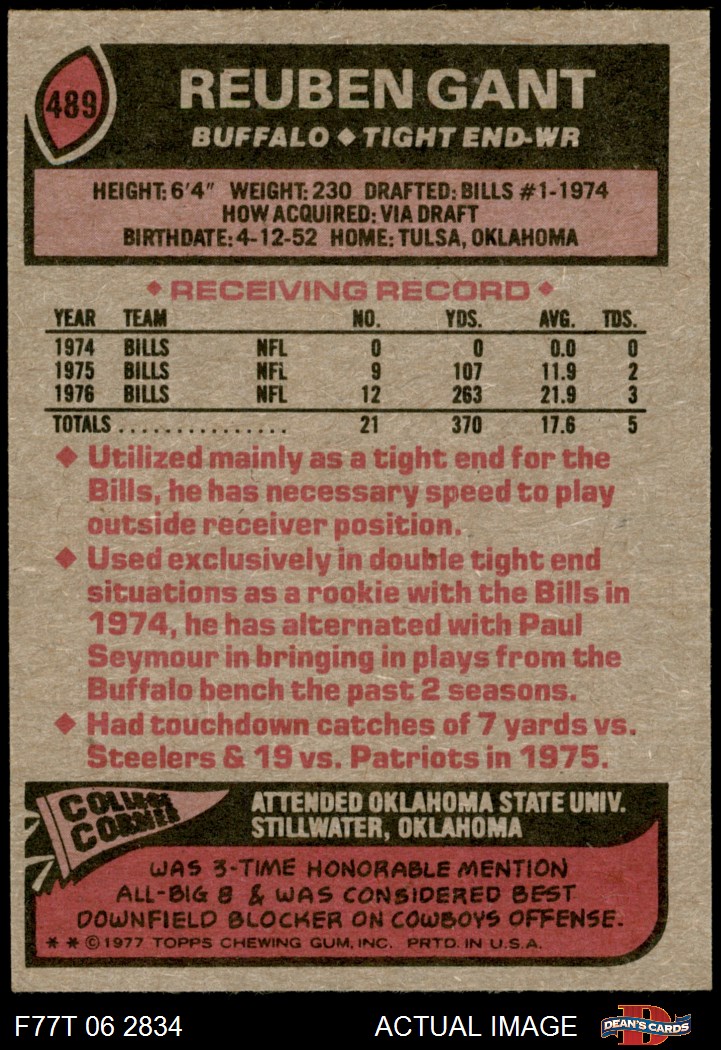 489
REUBEN GANT
BUFFALO ◆ TIGHT END-WR
HEIGHT: 6'4" WEIGHT: 230 DRAFTED: BILLS #1-1974
HOW ACQUIRED: VIA DRAFT
BIRTHDATE: 4-12-52 HOME: TULSA, OKLAHOMA
◆ RECEIVING RECORD ◆
YEAR TEAM NO. YDS. AVG. TDS.
1974 BILLS NFL 0 0 0.0 0
1975 BILLS NFL 9 107 11.9 2
1976 BILLS NFL 12 263 21.9 3
TOTALS ............... 21 370 17.6 5
◆ Utilized mainly as a tight end for the
Bills, he has necessary speed to play
outside receiver position.
◆ Used exclusively in double tight end
situations as a rookie with the Bills in
1974, he has alternated with Paul
Seymour in bringing in plays from the
Buffalo bench the past 2 seasons.
◆ Had touchdown catches of 7 yards vs.
Steelers & 19 vs. Patriots in 1975.
COLLEGE
CORNER
ATTENDED OKLAHOMA STATE UNIV.
STILLWATER, OKLAHOMA
WAS 3-TIME HONORABLE MENTION
ALL-BIG 8 & WAS CONSIDERED BEST
DOWNFIELD BLOCKER ON COWBOYS OFFENSE.
* * © 1977 TOPPS CHEWING GUM, INC. PRTD. IN U.S.A.
F77T 06 2834 ACTUAL IMAGE D DEAN'S CARDS